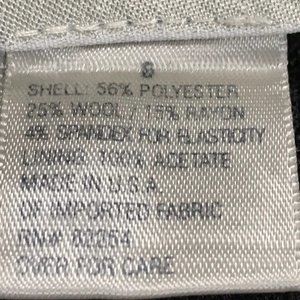 6
SHELL: 56% POLYESTER
25% WOOL / 15% RAYON
4% SPANDEX FOR ELASTICITY
LINING: 100% ACETATE
MADE IN U.S.A
OF IMPORTED FABRIC
RN# 82354
OVER FOR CARE